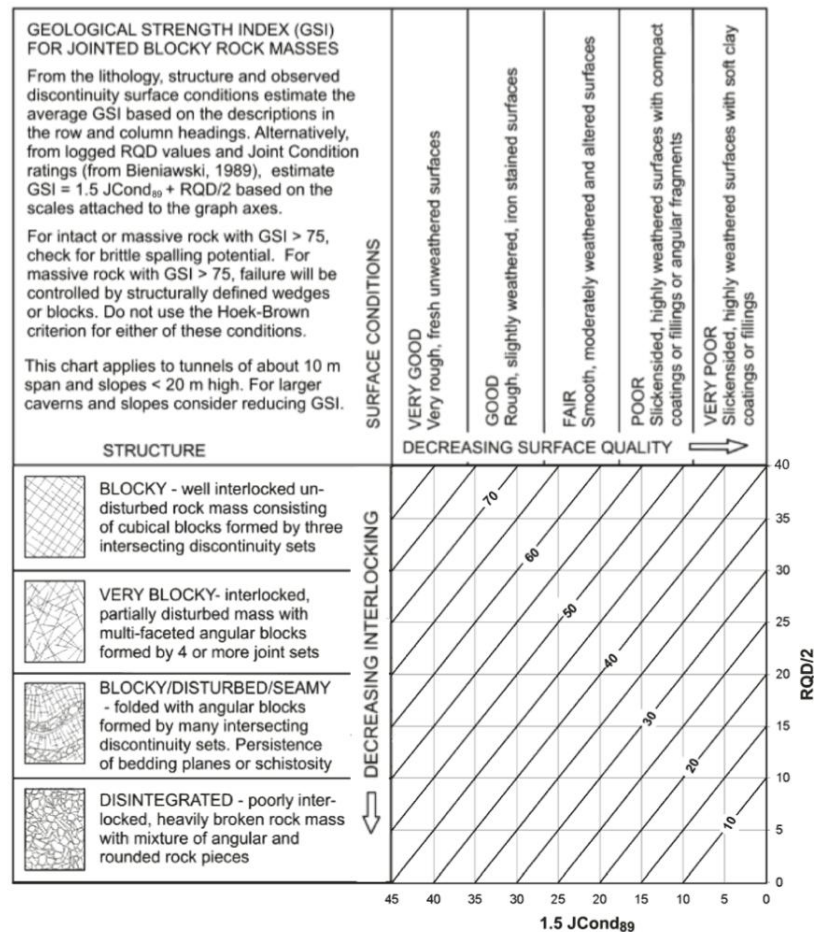 GEOLOGICAL STRENGTH INDEX (GSI)
FOR JOINTED BLOCKY ROCK MASSES
From the lithology, structure and observed
discontinuity surface conditions estimate the
average GSI based on the descriptions in
the row and column headings. Alternatively,
from logged RQD values and Joint Condition
ratings (from Bieniawski, 1989), estimate
GSI = 1.5 JCond₈₉ + RQD/2 based on the
scales attached to the graph axes.
For intact or massive rock with GSI > 75,
check for brittle spalling potential. For
massive rock with GSI > 75, failure will be
controlled by structurally defined wedges
or blocks. Do not use the Hoek-Brown
criterion for either of these conditions.
This chart applies to tunnels of about 10 m
span and slopes < 20 m high. For larger
caverns and slopes consider reducing GSI.
STRUCTURE
SURFACE CONDITIONS
VERY GOOD
Very rough, fresh unweathered surfaces
GOOD
Rough, slightly weathered, iron stained surfaces
FAIR
Smooth, moderately weathered and altered surfaces
POOR
Slickensided, highly weathered surfaces with compact
coatings or fillings or angular fragments
VERY POOR
Slickensided, highly weathered surfaces with soft clay
coatings or fillings
DECREASING SURFACE QUALITY
BLOCKY - well interlocked un-
disturbed rock mass consisting
of cubical blocks formed by three
intersecting discontinuity sets
VERY BLOCKY- interlocked,
partially disturbed mass with
multi-faceted angular blocks
formed by 4 or more joint sets
BLOCKY/DISTURBED/SEAMY
- folded with angular blocks
formed by many intersecting
discontinuity sets. Persistence
of bedding planes or schistosity
DISINTEGRATED - poorly inter-
locked, heavily broken rock mass
with mixture of angular and
rounded rock pieces
DECREASING INTERLOCKING
70
60
50
40
30
20
10
40
35
30
25
20
15
10
5
0
RQD/2
45 40 35 30 25 20 15 10 5 0
1.5 JCond₈₉